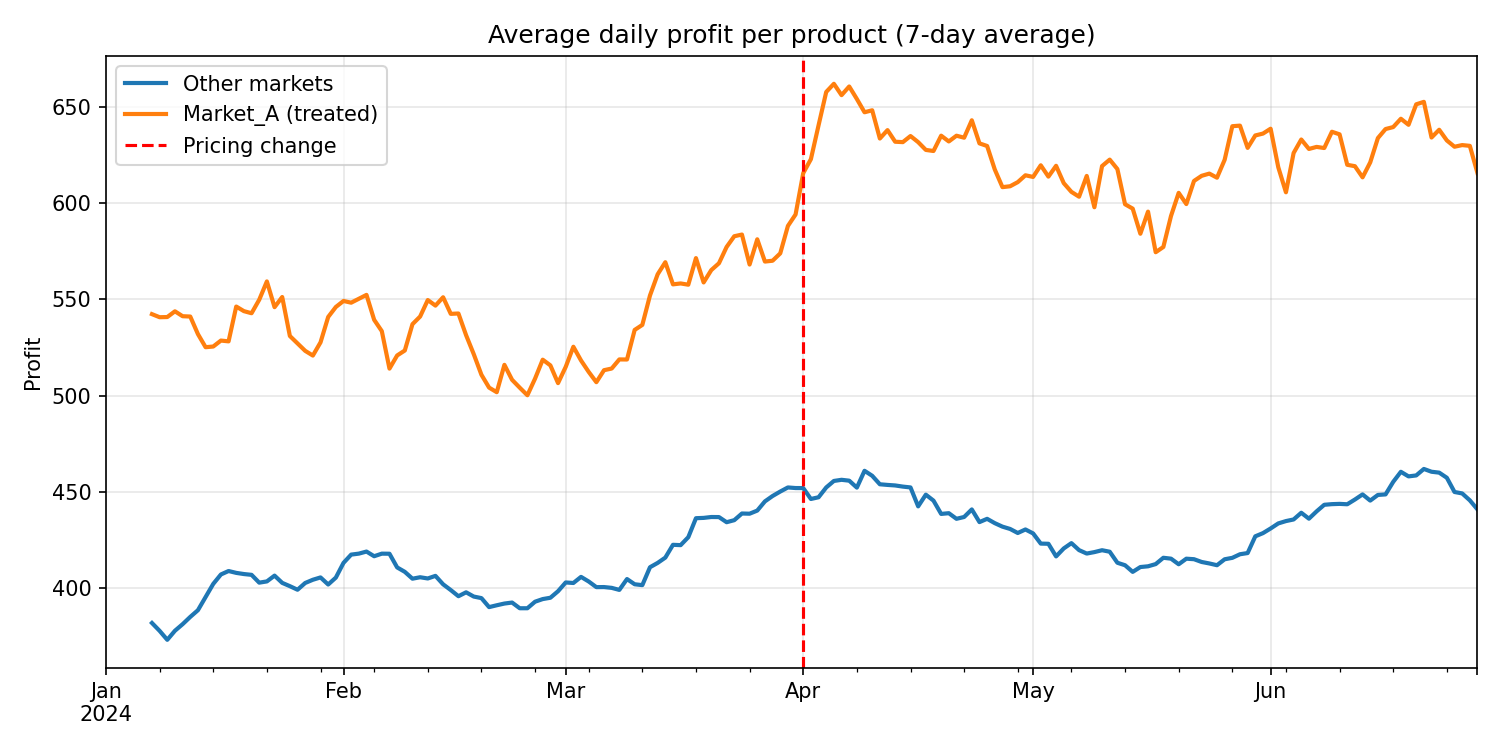 Average daily profit per product (7-day average)
Other markets
Market_A (treated)
Pricing change
Profit
650
600
550
500
450
400
Jan
2024
Feb
Mar
Apr
May
Jun